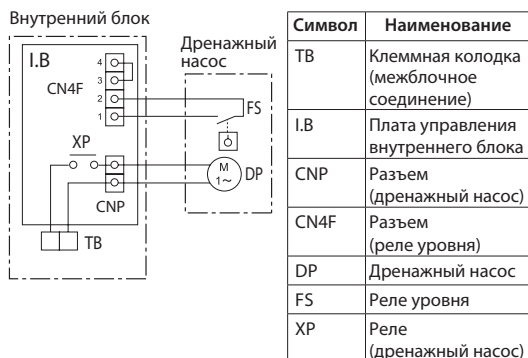 Внутренний блок
I.B
Дренажный
насос
4
3
2
1
CN4F
FS
XP
M
1~
DP
CNP
TB
Символ Наименование
TB Клеммная колодка
(межблочное
соединение)
I.B Плата управления
внутреннего блока
CNP Разъем
(дренажный насос)
CN4F Разъем
(реле уровня)
DP Дренажный насос
FS Реле уровня
XP Реле
(дренажный насос)